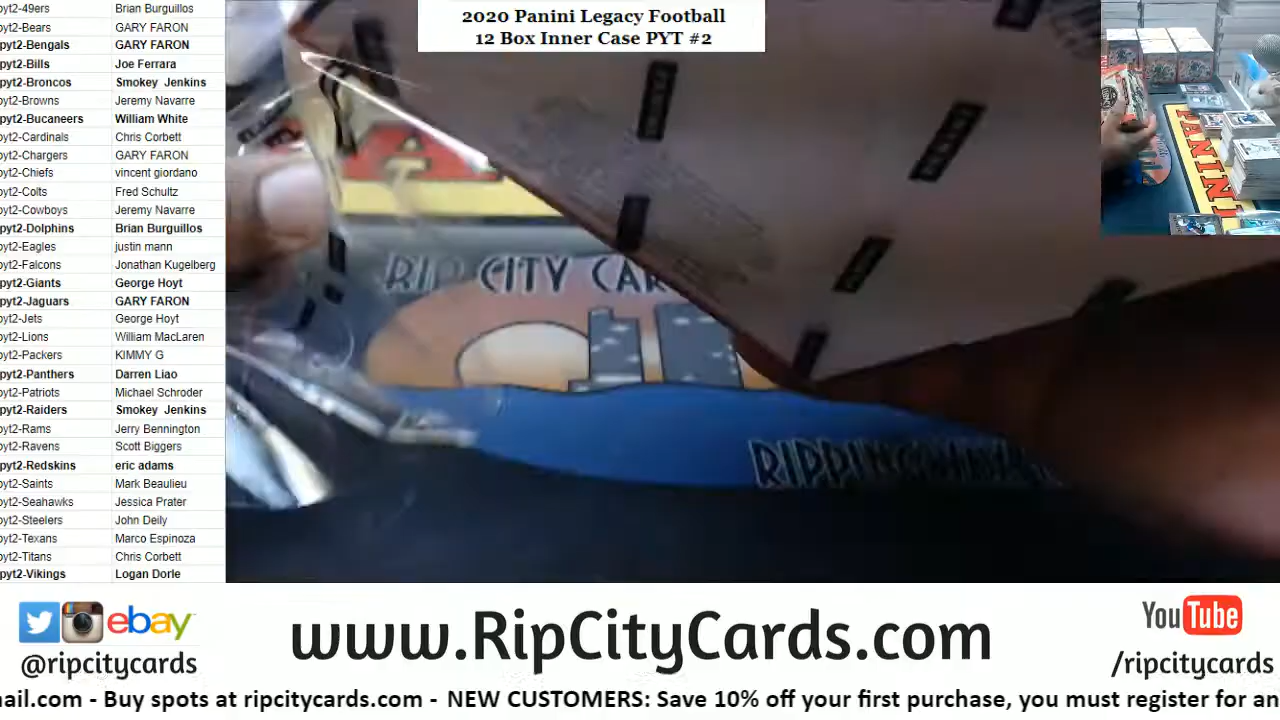 2020 Panini Legacy Football
12 Box Inner Case PYT #2
pyt2-49ers Brian Burguillos
pyt2-Bears GARY FARON
pyt2-Bengals GARY FARON
pyt2-Bills Joe Ferrara
pyt2-Broncos Smokey Jenkins
pyt2-Browns Jeremy Navarre
pyt2-Bucaneers William White
pyt2-Cardinals Chris Corbett
pyt2-Chargers GARY FARON
pyt2-Chiefs vincent giordano
pyt2-Colts Fred Schultz
pyt2-Cowboys Jeremy Navarre
pyt2-Dolphins Brian Burguillos
pyt2-Eagles justin mann
pyt2-Falcons Jonathan Kugelberg
pyt2-Giants George Hoyt
pyt2-Jaguars GARY FARON
pyt2-Jets George Hoyt
pyt2-Lions William MacLaren
pyt2-Packers KIMMY G
pyt2-Panthers Darren Liao
pyt2-Patriots Michael Schroder
pyt2-Raiders Smokey Jenkins
pyt2-Rams Jerry Bennington
pyt2-Ravens Scott Biggers
pyt2-Redskins eric adams
pyt2-Saints Mark Beaulieu
pyt2-Seahawks Jessica Prater
pyt2-Steelers John Deily
pyt2-Texans Marco Espinoza
pyt2-Titans Chris Corbett
pyt2-Vikings Logan Dorle
RIP CITY CAR
PANINI
ebay
@ripcitycards
www.RipCityCards.com
YouTube
/ripcitycards
mail.com - Buy spots at ripcitycards.com - NEW CUSTOMERS: Save 10% off your first purchase, you must register for an